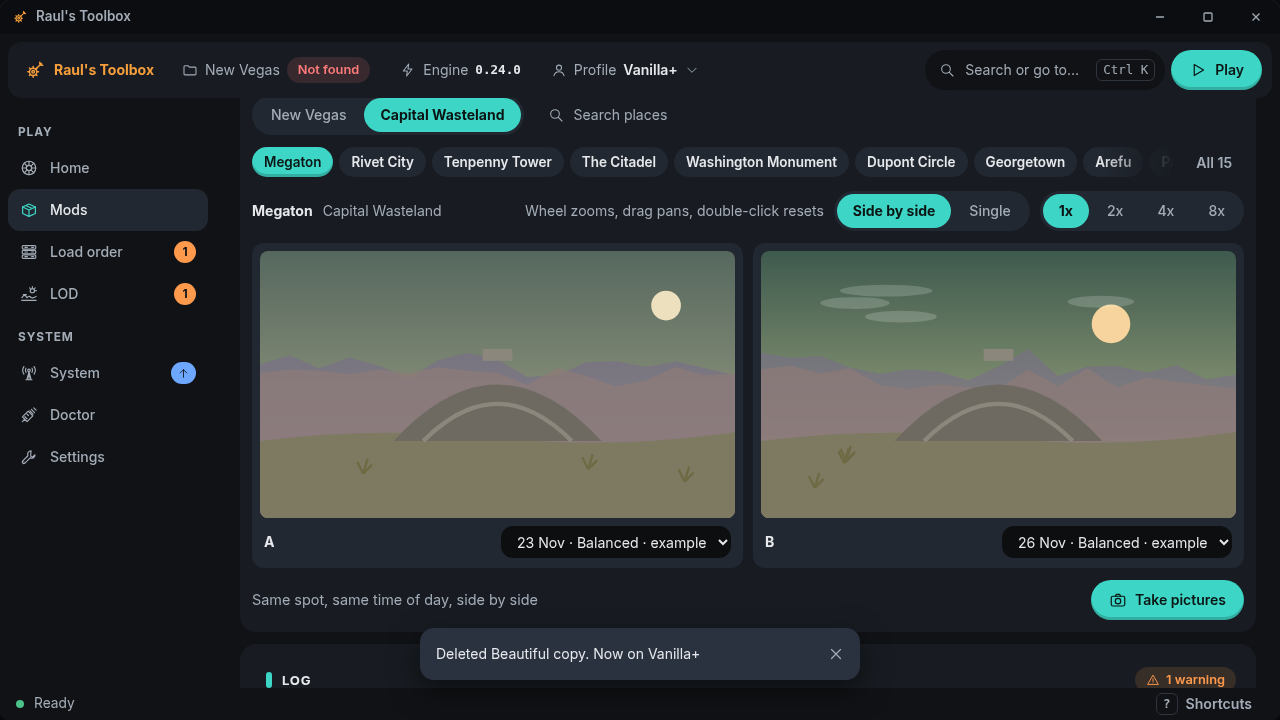 Raul's Toolbox
Raul's Toolbox
New Vegas Not found
Engine 0.24.0
Profile Vanilla+
Search or go to...
Ctrl K
Play
PLAY
Home
Mods
Load order 1
LOD 1
SYSTEM
System
Doctor
Settings
New Vegas
Capital Wasteland
Search places
Megaton
Rivet City
Tenpenny Tower
The Citadel
Washington Monument
Dupont Circle
Georgetown
Arefu
All 15
Megaton Capital Wasteland
Wheel zooms, drag pans, double-click resets
Side by side
Single
1x
2x
4x
8x
A
23 Nov · Balanced · example
B
26 Nov · Balanced · example
Same spot, same time of day, side by side
Take pictures
Deleted Beautiful copy. Now on Vanilla+
LOG
1 warning
Ready
? Shortcuts